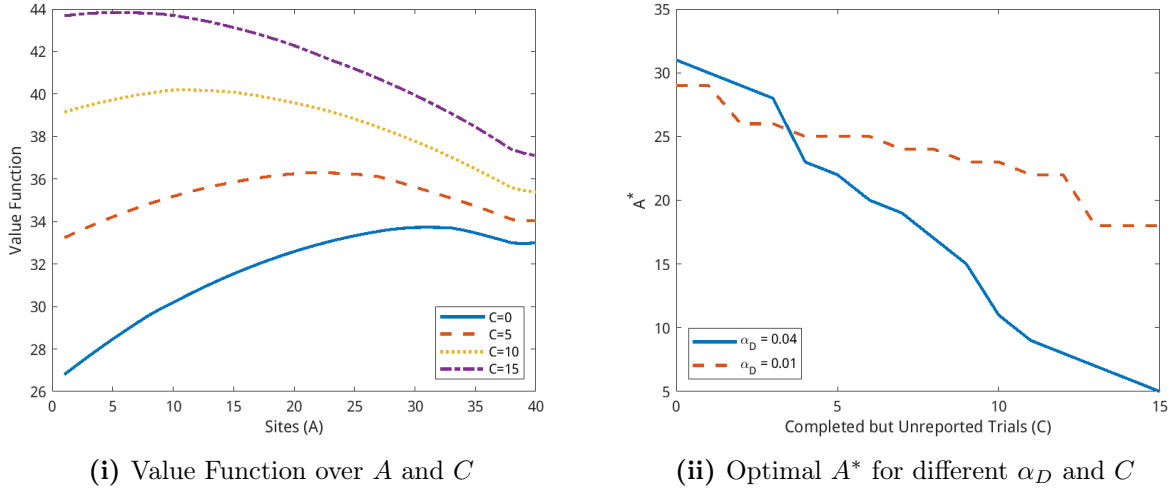 44
42
40
38
36
34
32
30
28
26
Value Function
0
5
10
15
20
25
30
35
40
Sites (A)
C=0
C=5
C=10
C=15
(i) Value Function over A and C
35
30
25
20
15
10
5
A*
0
5
10
15
Completed but Unreported Trials (C)
α_D = 0.04
α_D = 0.01
(ii) Optimal A* for different α_D and C